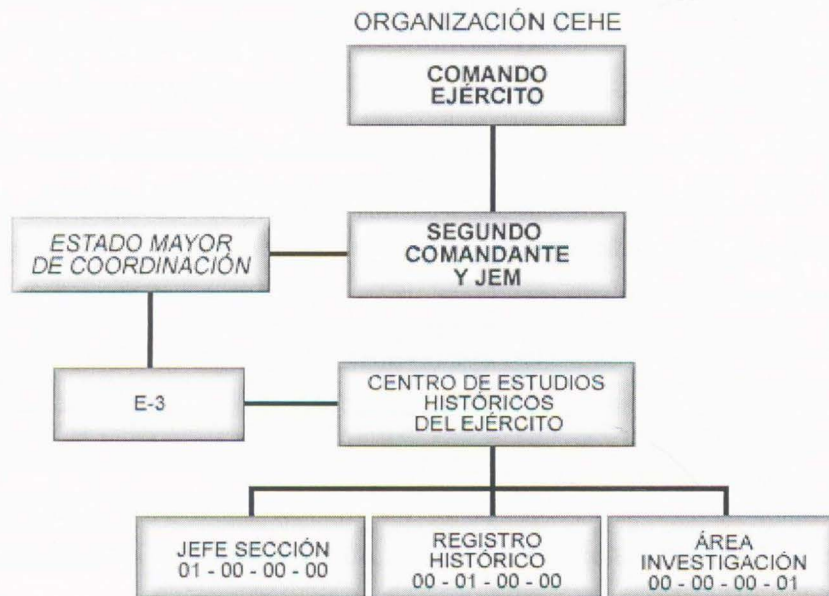 ORGANIZACIÓN CEHE
COMANDO
EJÉRCITO
SEGUNDO
COMANDANTE
Y JEM
ESTADO MAYOR
DE COORDINACIÓN
E-3
CENTRO DE ESTUDIOS
HISTÓRICOS
DEL EJÉRCITO
JEFE SECCIÓN
01 - 00 - 00 - 00
REGISTRO
HISTÓRICO
00 - 01 - 00 - 00
ÁREA
INVESTIGACIÓN
00 - 00 - 00 - 01